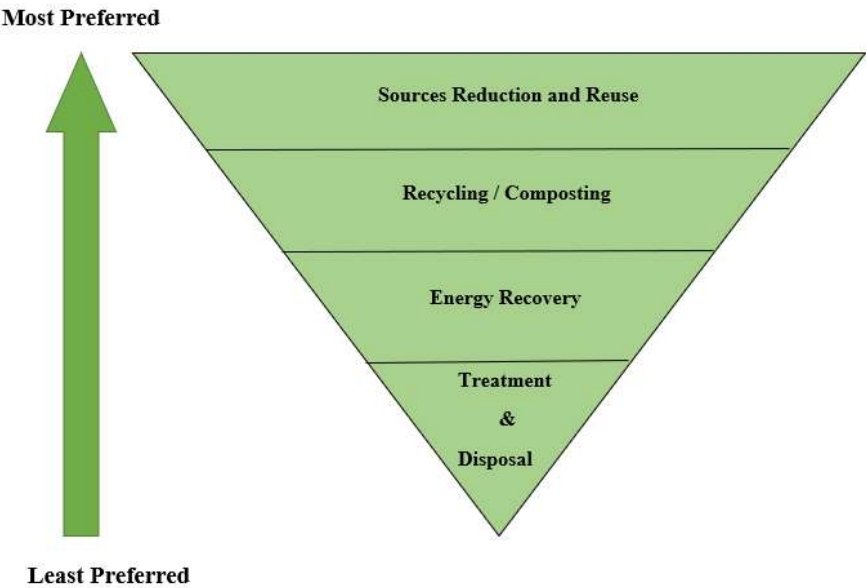 Most Preferred
Sources Reduction and Reuse
Recycling / Composting
Energy Recovery
Treatment
&
Disposal
Least Preferred